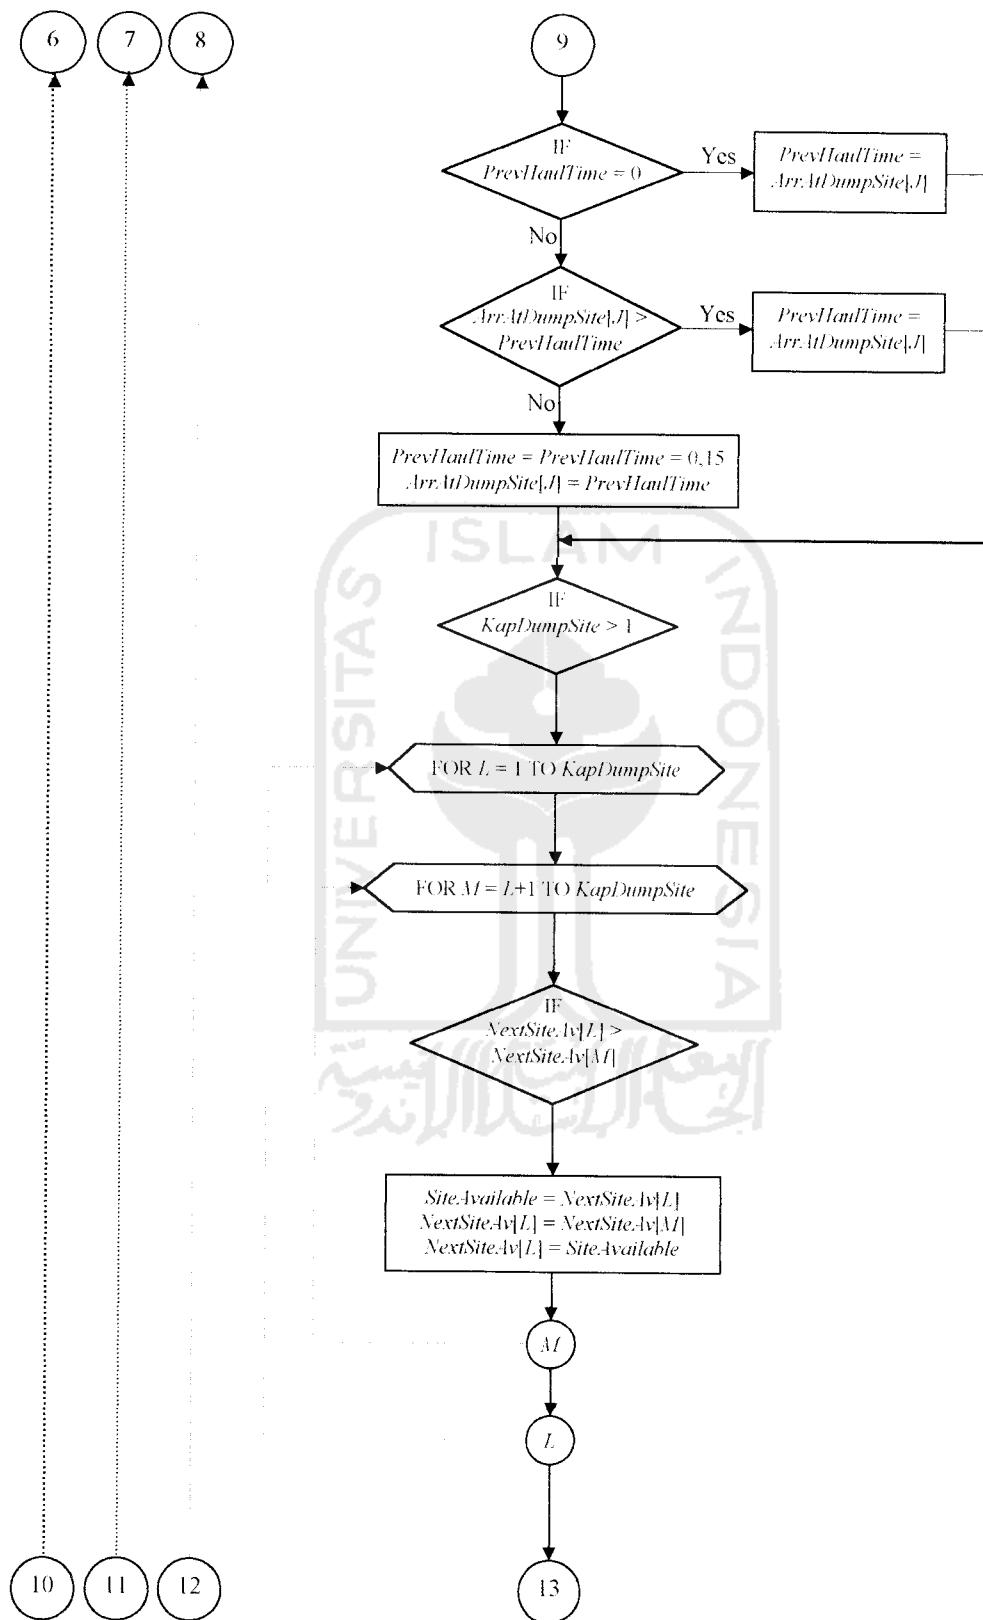 6 7 8 9
IF
PrevHaulTime = 0
Yes
PrevHaulTime =
ArrAtDumpSite[J]
No
IF
ArrAtDumpSite[J] >
PrevHaulTime
Yes
PrevHaulTime =
ArrAtDumpSite[J]
No
PrevHaulTime = PrevHaulTime = 0,15
ArrAtDumpSite[J] = PrevHaulTime
ISLAM
UNIVERSITAS
INDONESIA
IF
KapDumpSite > 1
FOR L = 1 TO KapDumpSite
FOR M = L+1 TO KapDumpSite
IF
NextSiteAv[L] >
NextSiteAv[M]
SiteAvailable = NextSiteAv[L]
NextSiteAv[L] = NextSiteAv[M]
NextSiteAv[L] = SiteAvailable
M
L
10 11 12 13